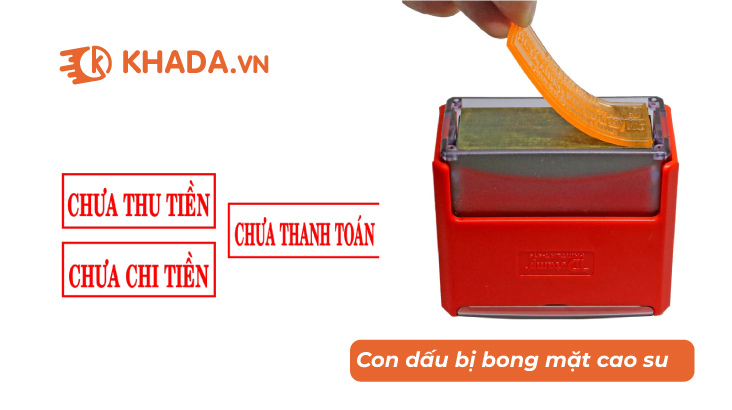 KHADA.VN
CHƯA THU TIỀN
CHƯA THANH TOÁN
CHƯA CHI TIỀN
Con dấu bị bong mặt cao su